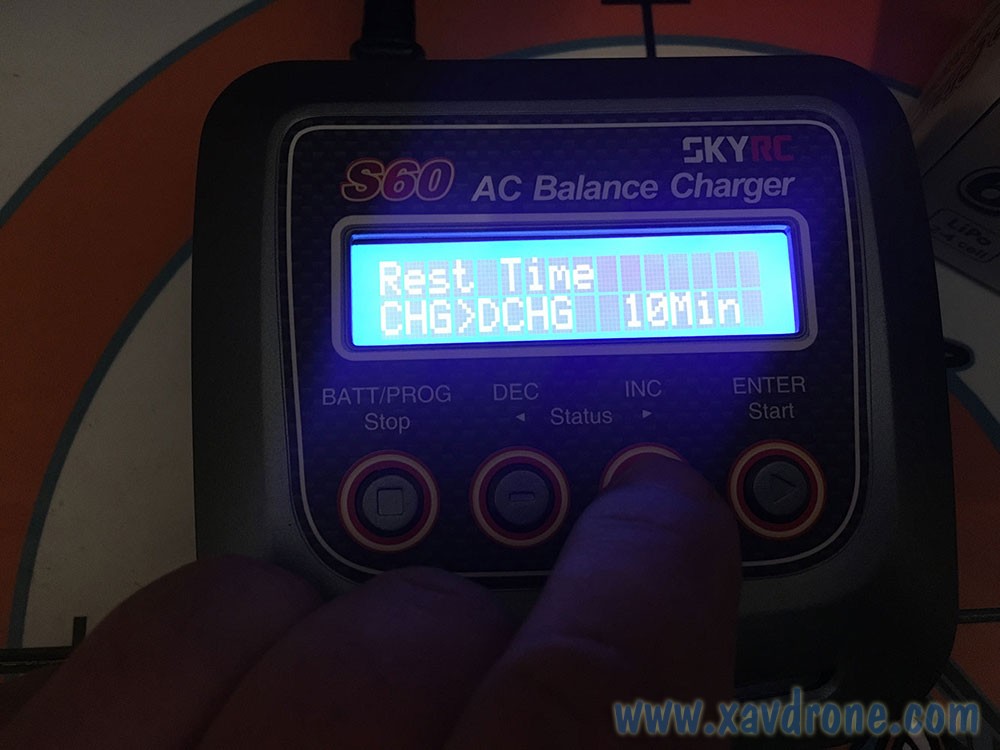 SKYRC
S60 AC Balance Charger
Rest Time
CHG>DCHG 10Min
BATT/PROG DEC INC ENTER
Stop ◄ Status ► Start
LiPo
www.xavdrone.com